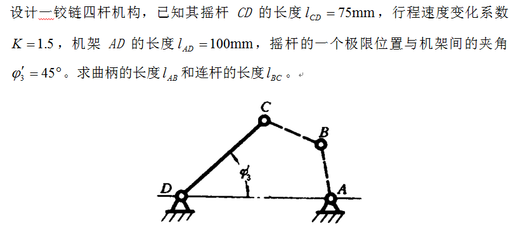 设计一铰链四杆机构，已知其摇杆 CD 的长度 l_CD = 75mm，行程速度变化系数
K = 1.5，机架 AD 的长度 l_AD = 100mm，摇杆的一个极限位置与机架间的夹角
φ₃′ = 45°。求曲柄的长度 l_AB 和连杆的长度 l_BC。
C
B
φ₃′
D
A